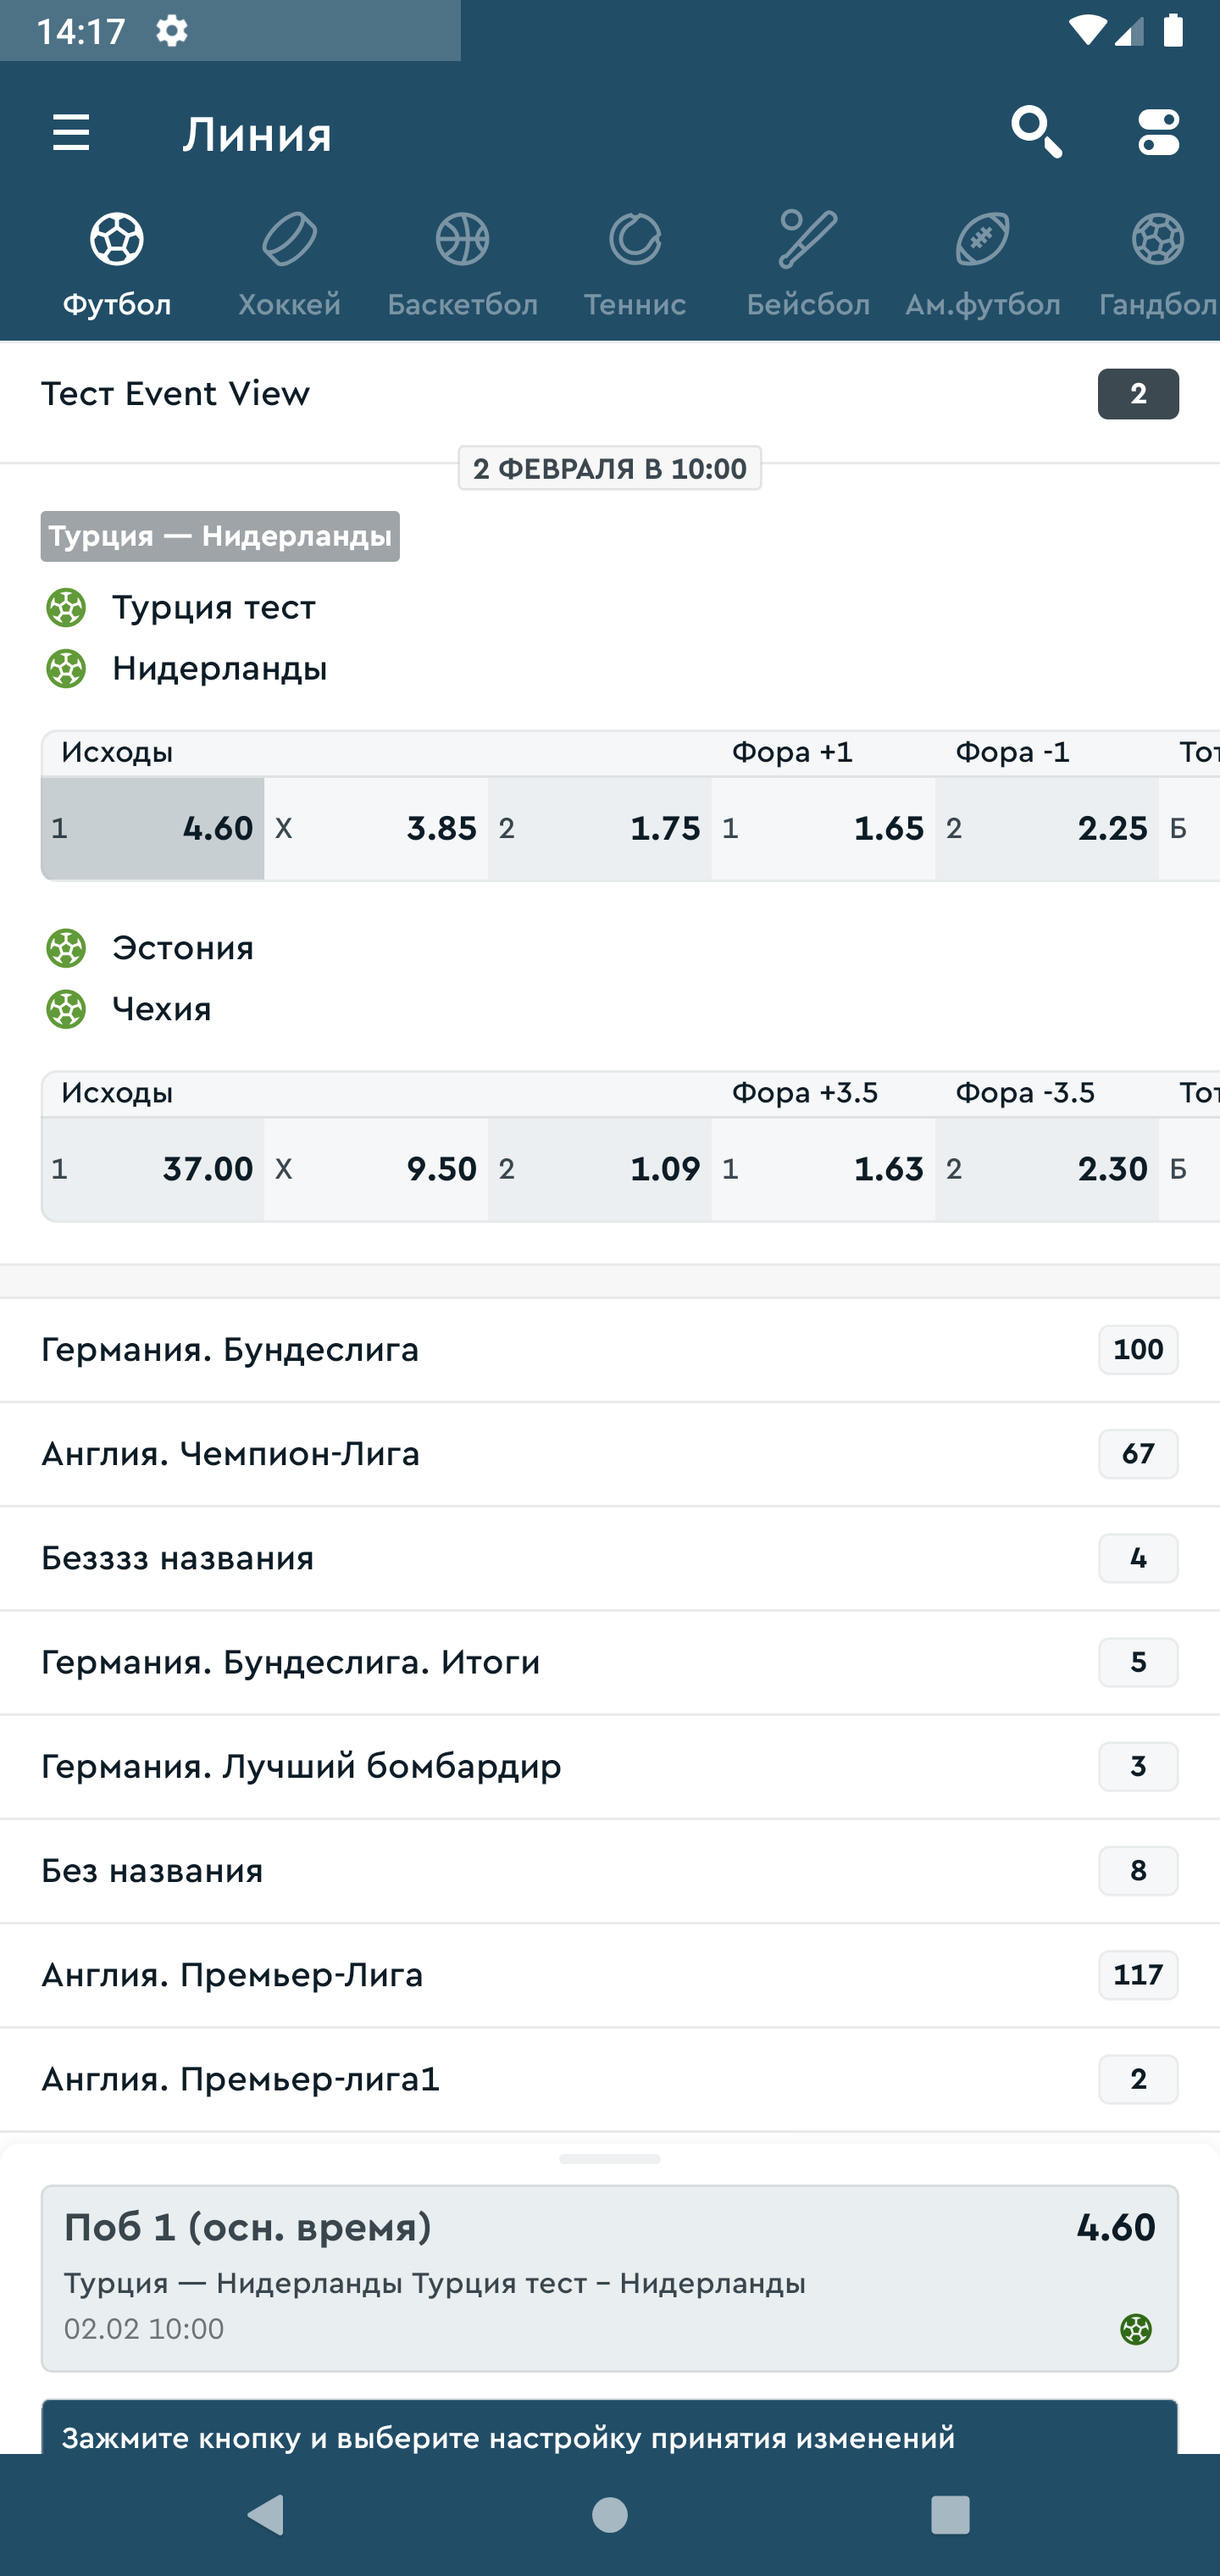 14:17
Линия
Футбол Хоккей Баскетбол Теннис Бейсбол Ам.футбол Гандбол
Тест Event View 2
2 ФЕВРАЛЯ В 10:00
Турция — Нидерланды
Турция тест
Нидерланды
Исходы Фора +1 Фора -1 Тот
1 4.60 X 3.85 2 1.75 1 1.65 2 2.25 Б
Эстония
Чехия
Исходы Фора +3.5 Фора -3.5 Тот
1 37.00 X 9.50 2 1.09 1 1.63 2 2.30 Б
Германия. Бундеслига 100
Англия. Чемпион-Лига 67
Безззз названия 4
Германия. Бундеслига. Итоги 5
Германия. Лучший бомбардир 3
Без названия 8
Англия. Премьер-Лига 117
Англия. Премьер-лига1 2
Поб 1 (осн. время) 4.60
Турция — Нидерланды Турция тест – Нидерланды
02.02 10:00
Зажмите кнопку и выберите настройку принятия изменений